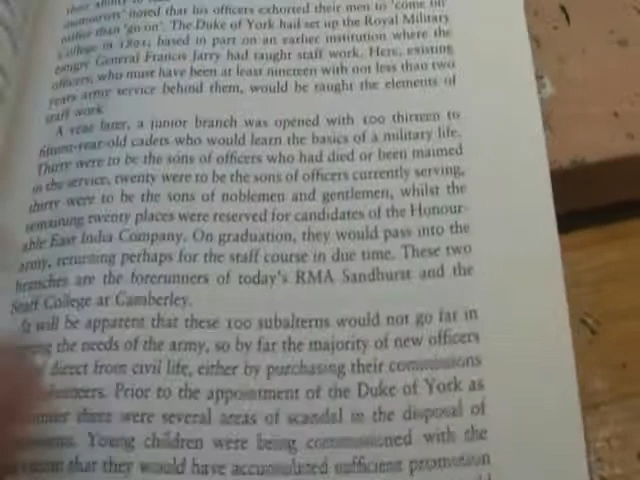 noted that his officers exhorted their men to 'come on'
than 'go on'. The Duke of York had set up the Royal Military
College in 1801, based in part on an earlier institution where the
émigré General Francis Jarry had taught staff work. Here, existing
officers, who must have been at least nineteen with not less than two
years army service behind them, would be taught the elements of
staff work.
A year later, a junior branch was opened with 100 thirteen to
fifteen-year-old cadets who would learn the basics of a military life.
Thirty were to be the sons of officers who had died or been maimed
in the service, twenty were to be the sons of officers currently serving,
thirty were to be the sons of noblemen and gentlemen, whilst the
remaining twenty places were reserved for candidates of the Honour-
able East India Company. On graduation, they would pass into the
army, returning perhaps for the staff course in due time. These two
branches are the forerunners of today's RMA Sandhurst and the
Staff College at Camberley.
It will be apparent that these 100 subalterns would not go far in
the needs of the army, so by far the majority of new officers
direct from civil life, either by purchasing their commissions
Prior to the appointment of the Duke of York as
there were several areas of scandal in the disposal of
Young children were being commissioned with the
that they would have accumulated sufficient promotion